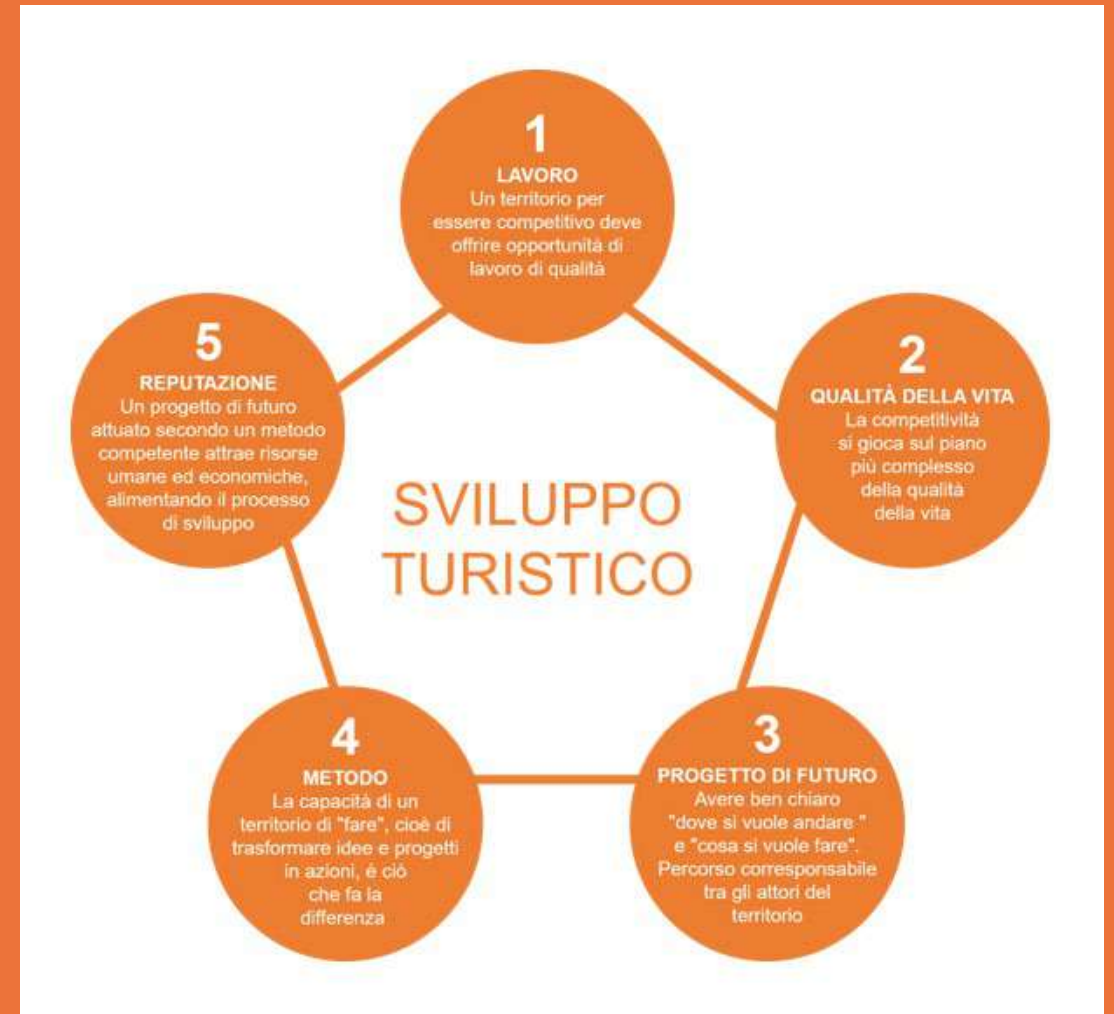 1
LAVORO
Un territorio per
essere competitivo deve
offrire opportunità di
lavoro di qualità
2
QUALITÀ DELLA VITA
La competitività
si gioca sul piano
più complesso
della qualità
della vita
3
PROGETTO DI FUTURO
Avere ben chiaro
"dove si vuole andare "
e "cosa si vuole fare".
Percorso corresponsabile
tra gli attori del
territorio
4
METODO
La capacità di un
territorio di "fare", cioè di
trasformare idee e progetti
in azioni, è ciò
che fa la
differenza
5
REPUTAZIONE
Un progetto di futuro
attuato secondo un metodo
competente attrae risorse
umane ed economiche,
alimentando il processo
di sviluppo
SVILUPPO
TURISTICO